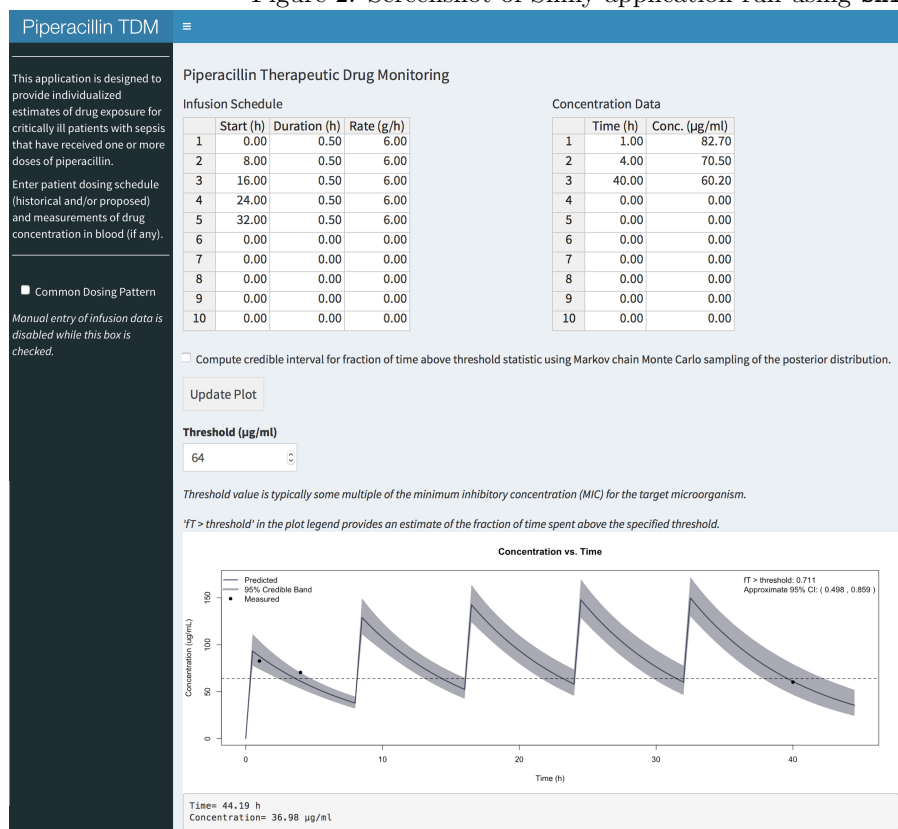 Figure 2: Screenshot of Shiny application run using
Piperacillin TDM
This application is designed to
provide individualized
estimates of drug exposure for
critically ill patients with sepsis
that have received one or more
doses of piperacillin.
Enter patient dosing schedule
(historical and/or proposed)
and measurements of drug
concentration in blood (if any).
Common Dosing Pattern
Manual entry of infusion data is
disabled while this box is
checked.
Piperacillin Therapeutic Drug Monitoring
Infusion Schedule
Start (h) Duration (h) Rate (g/h)
1 0.00 0.50 6.00
2 8.00 0.50 6.00
3 16.00 0.50 6.00
4 24.00 0.50 6.00
5 32.00 0.50 6.00
6 0.00 0.00 0.00
7 0.00 0.00 0.00
8 0.00 0.00 0.00
9 0.00 0.00 0.00
10 0.00 0.00 0.00
Concentration Data
Time (h) Conc. (µg/ml)
1 1.00 82.70
2 4.00 70.50
3 40.00 60.20
4 0.00 0.00
5 0.00 0.00
6 0.00 0.00
7 0.00 0.00
8 0.00 0.00
9 0.00 0.00
10 0.00 0.00
Compute credible interval for fraction of time above threshold statistic using Markov chain Monte Carlo sampling of the posterior distribution.
Update Plot
Threshold (µg/ml)
64
Threshold value is typically some multiple of the minimum inhibitory concentration (MIC) for the target microorganism.
'fT > threshold' in the plot legend provides an estimate of the fraction of time spent above the specified threshold.
Concentration vs. Time
Predicted
95% Credible Band
Measured
fT > threshold: 0.711
Approximate 95% CI: ( 0.498 , 0.859 )
Concentration (ug/mL)
150
100
50
0
0 10 20 30 40
Time (h)
Time= 44.19 h
Concentration= 36.98 µg/ml